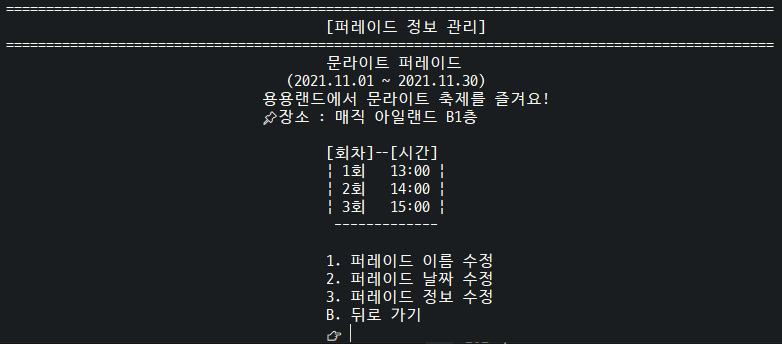 ================================================================================================
[퍼레이드 정보 관리]
================================================================================================
문라이트 퍼레이드
(2021.11.01 ~ 2021.11.30)
용용랜드에서 문라이트 축제를 즐겨요!
📌장소 : 매직 아일랜드 B1층
[회차]--[시간]
¦ 1회 13:00 ¦
¦ 2회 14:00 ¦
¦ 3회 15:00 ¦
-------------
1. 퍼레이드 이름 수정
2. 퍼레이드 날짜 수정
3. 퍼레이드 정보 수정
B. 뒤로 가기
👉